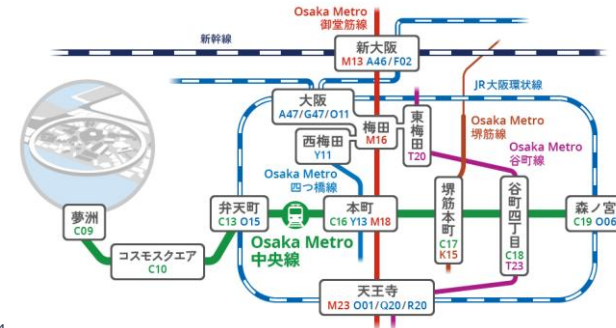 Osaka Metro
御堂筋線
新幹線
新大阪
M13 A46/F02
JR大阪環状線
大阪
A47/G47/O11
梅田
M16
東梅田
T20
西梅田
Y11
Osaka Metro
堺筋線
Osaka Metro
谷町線
Osaka Metro
四つ橋線
夢洲
C09
コスモスクエア
C10
弁天町
C13 O15
Osaka Metro
中央線
本町
C16 Y13 M18
堺筋本町
C17
K15
谷町四丁目
C18
T23
森ノ宮
C19 O06
天王寺
M23 O01/Q20/R20